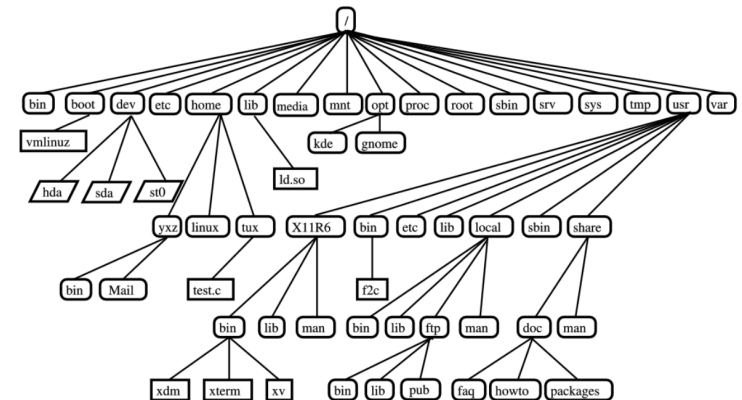 /
bin boot dev etc home lib media mnt opt proc root sbin srv sys tmp usr var
vmlinuz kde gnome
hda sda st0 ld.so
yxz linux tux X11R6 bin etc lib local sbin share
bin Mail test.c f2c
bin lib man bin lib ftp man doc man
xdm xterm xv bin lib pub faq howto packages